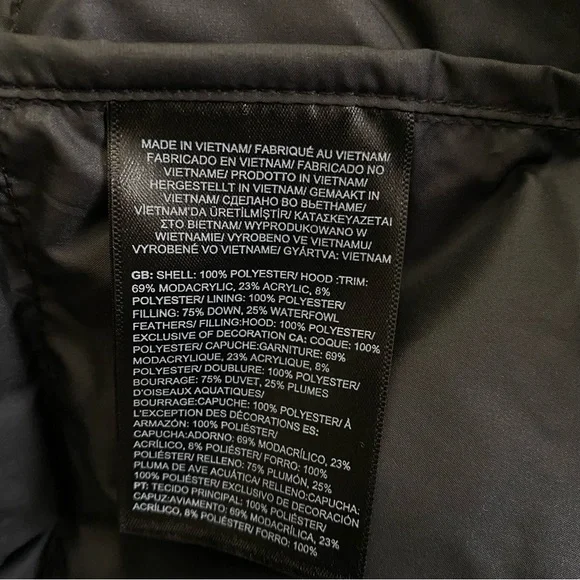 MADE IN VIETNAM/ FABRIQUÉ AU VIETNAM/
FABRICADO EN VIETNAM/ FABRICADO NO
VIETNAME/ PRODOTTO IN VIETNAM/
HERGESTELLT IN VIETNAM/ GEMAAKT IN
VIETNAM/ СДЕЛАНО ВО ВЬЕТНАМЕ/
VİETNAM'DA ÜRETİLMİŞTİR/ ΚΑΤΑΣΚΕΥΑΖΕΤΑΙ
ΣΤΟ ΒΙΕΤΝΑΜ/ WYPRODUKOWANO W
WIETNAMIE/ VYROBENO VE VIETNAMU/
VYROBENÉ VO VIETNAME/ GYÁRTVA: VIETNAM
GB: SHELL: 100% POLYESTER/ HOOD :TRIM:
69% MODACRYLIC, 23% ACRYLIC, 8%
POLYESTER/ LINING: 100% POLYESTER/
FILLING: 75% DOWN, 25% WATERFOWL
FEATHERS/ FILLING:HOOD: 100% POLYESTER/
EXCLUSIVE OF DECORATION CA: COQUE: 100%
POLYESTER/ CAPUCHE:GARNITURE: 69%
MODACRYLIQUE, 23% ACRYLIQUE, 8%
POLYESTER/ DOUBLURE: 100% POLYESTER/
BOURRAGE: 75% DUVET, 25% PLUMES
D'OISEAUX AQUATIQUES/
BOURRAGE:CAPUCHE: 100% POLYESTER/ À
L'EXCEPTION DES DÉCORATIONS ES:
ARMAZÓN: 100% POLIÉSTER/
CAPUCHA:ADORNO: 69% MODACRÍLICO, 23%
ACRÍLICO, 8% POLIÉSTER/ FORRO: 100%
POLIÉSTER/ RELLENO: 75% PLUMÓN, 25%
PLUMA DE AVE ACUÁTICA/ RELLENO:CAPUCHA:
100% POLIÉSTER/ EXCLUSIVO DE DECORACIÓN
PT: TECIDO PRINCIPAL: 100% POLIÉSTER/
CAPUZ:AVIAMENTO: 69% MODACRÍLICA, 23%
ACRÍLICO, 8% POLIÉSTER/ FORRO: 100%